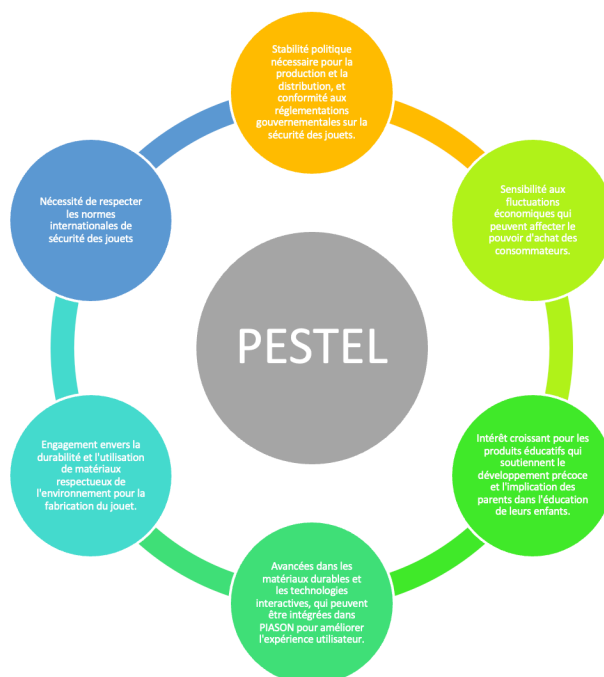 Stabilité politique
nécessaire pour la
production et la
distribution, et
conformité aux
réglementations
gouvernementales sur la
sécurité des jouets.
Sensibilité aux
fluctuations
économiques qui
peuvent affecter le
pouvoir d'achat des
consommateurs.
Intérêt croissant pour les
produits éducatifs qui
soutiennent le
développement précoce
et l'implication des
parents dans l'éducation
de leurs enfants.
Avancées dans les
matériaux durables et
les technologies
interactives, qui peuvent
être intégrées dans
PIASON pour améliorer
l'expérience utilisateur.
Engagement envers la
durabilité et l'utilisation
de matériaux
respectueux de
l'environnement pour la
fabrication du jouet.
Nécessité de respecter
les normes
internationales de
sécurité des jouets
PESTEL